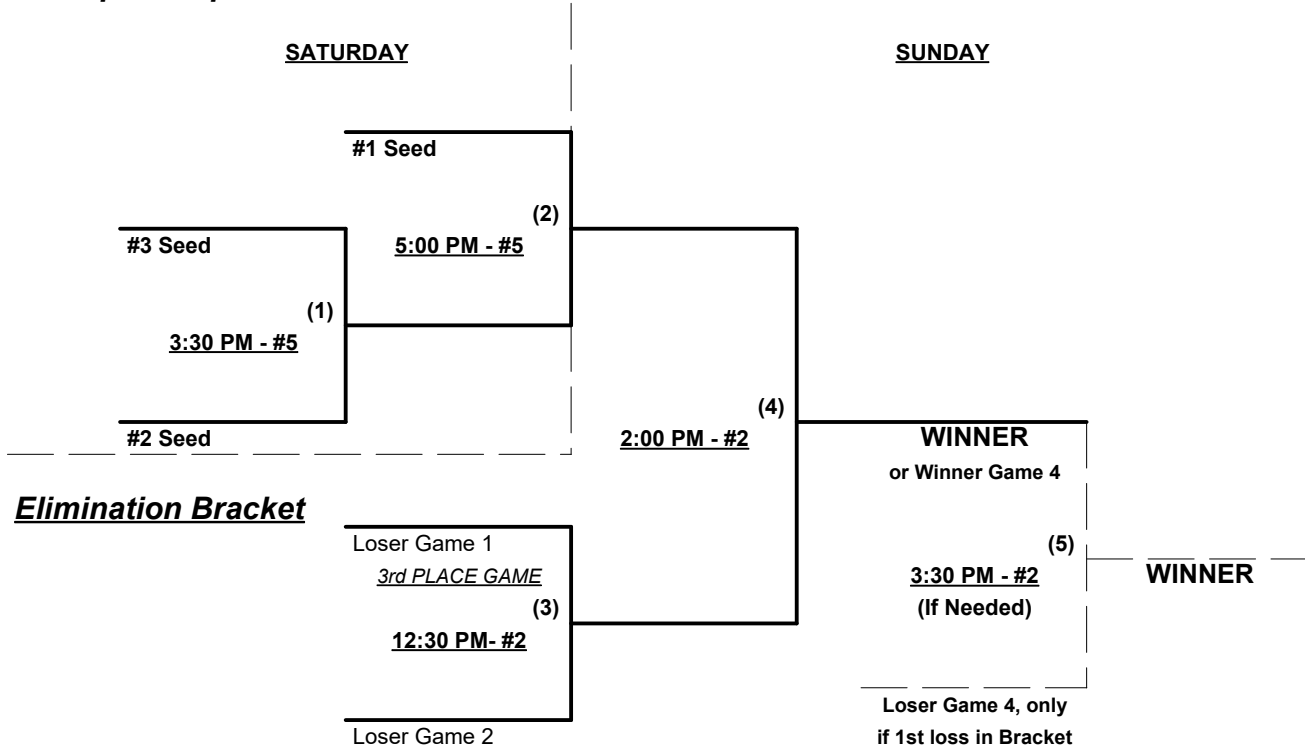 SATURDAY
SUNDAY
#1 Seed
(2)
5:00 PM - #5
#3 Seed
(1)
3:30 PM - #5
#2 Seed
(4)
2:00 PM - #2
WINNER
or Winner Game 4
Elimination Bracket
Loser Game 1
3rd PLACE GAME
(3)
12:30 PM- #2
Loser Game 2
(5)
3:30 PM - #2
(If Needed)
WINNER
Loser Game 4, only
if 1st loss in Bracket